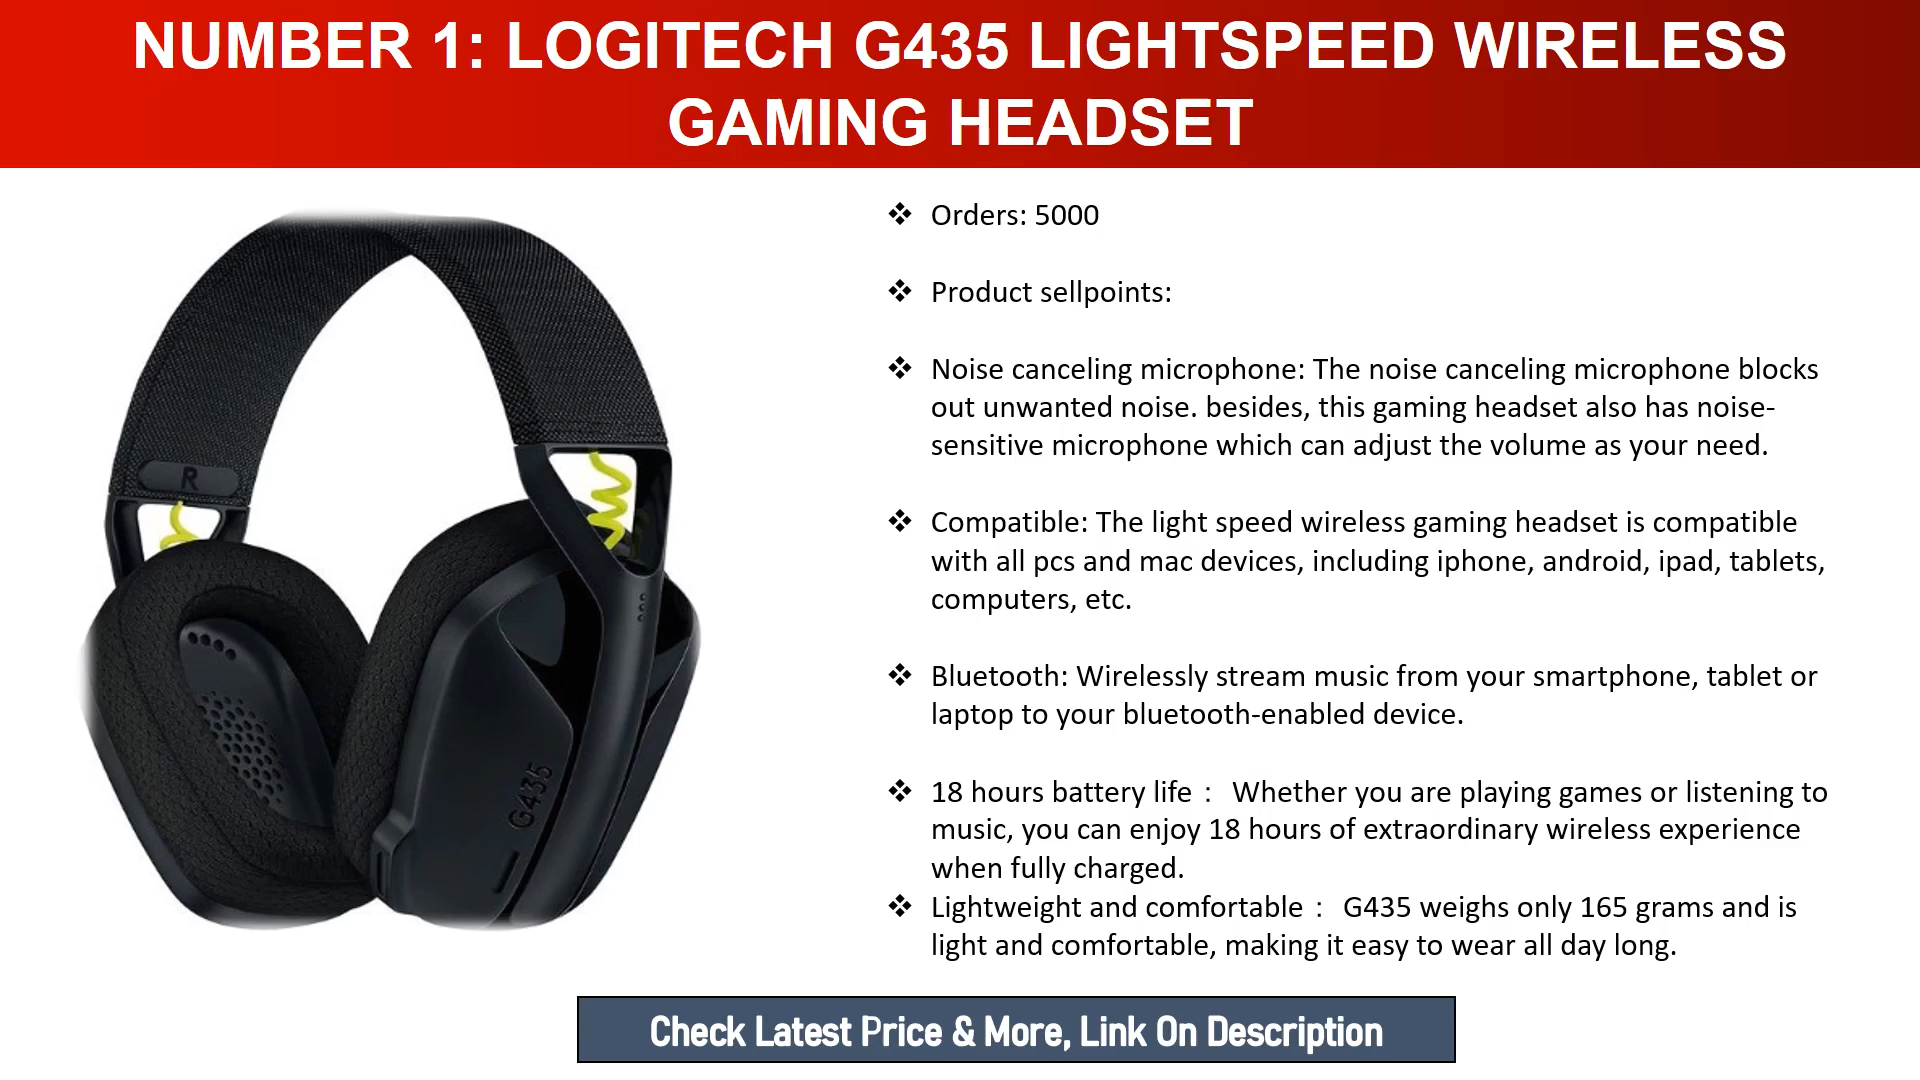 NUMBER 1: LOGITECH G435 LIGHTSPEED WIRELESS
GAMING HEADSET
R
G435
❖ Orders: 5000
❖ Product sellpoints:
❖ Noise canceling microphone: The noise canceling microphone blocks
out unwanted noise. besides, this gaming headset also has noise-
sensitive microphone which can adjust the volume as your need.
❖ Compatible: The light speed wireless gaming headset is compatible
with all pcs and mac devices, including iphone, android, ipad, tablets,
computers, etc.
❖ Bluetooth: Wirelessly stream music from your smartphone, tablet or
laptop to your bluetooth-enabled device.
❖ 18 hours battery life： Whether you are playing games or listening to
music, you can enjoy 18 hours of extraordinary wireless experience
when fully charged.
❖ Lightweight and comfortable： G435 weighs only 165 grams and is
light and comfortable, making it easy to wear all day long.
Check Latest Price & More, Link On Description